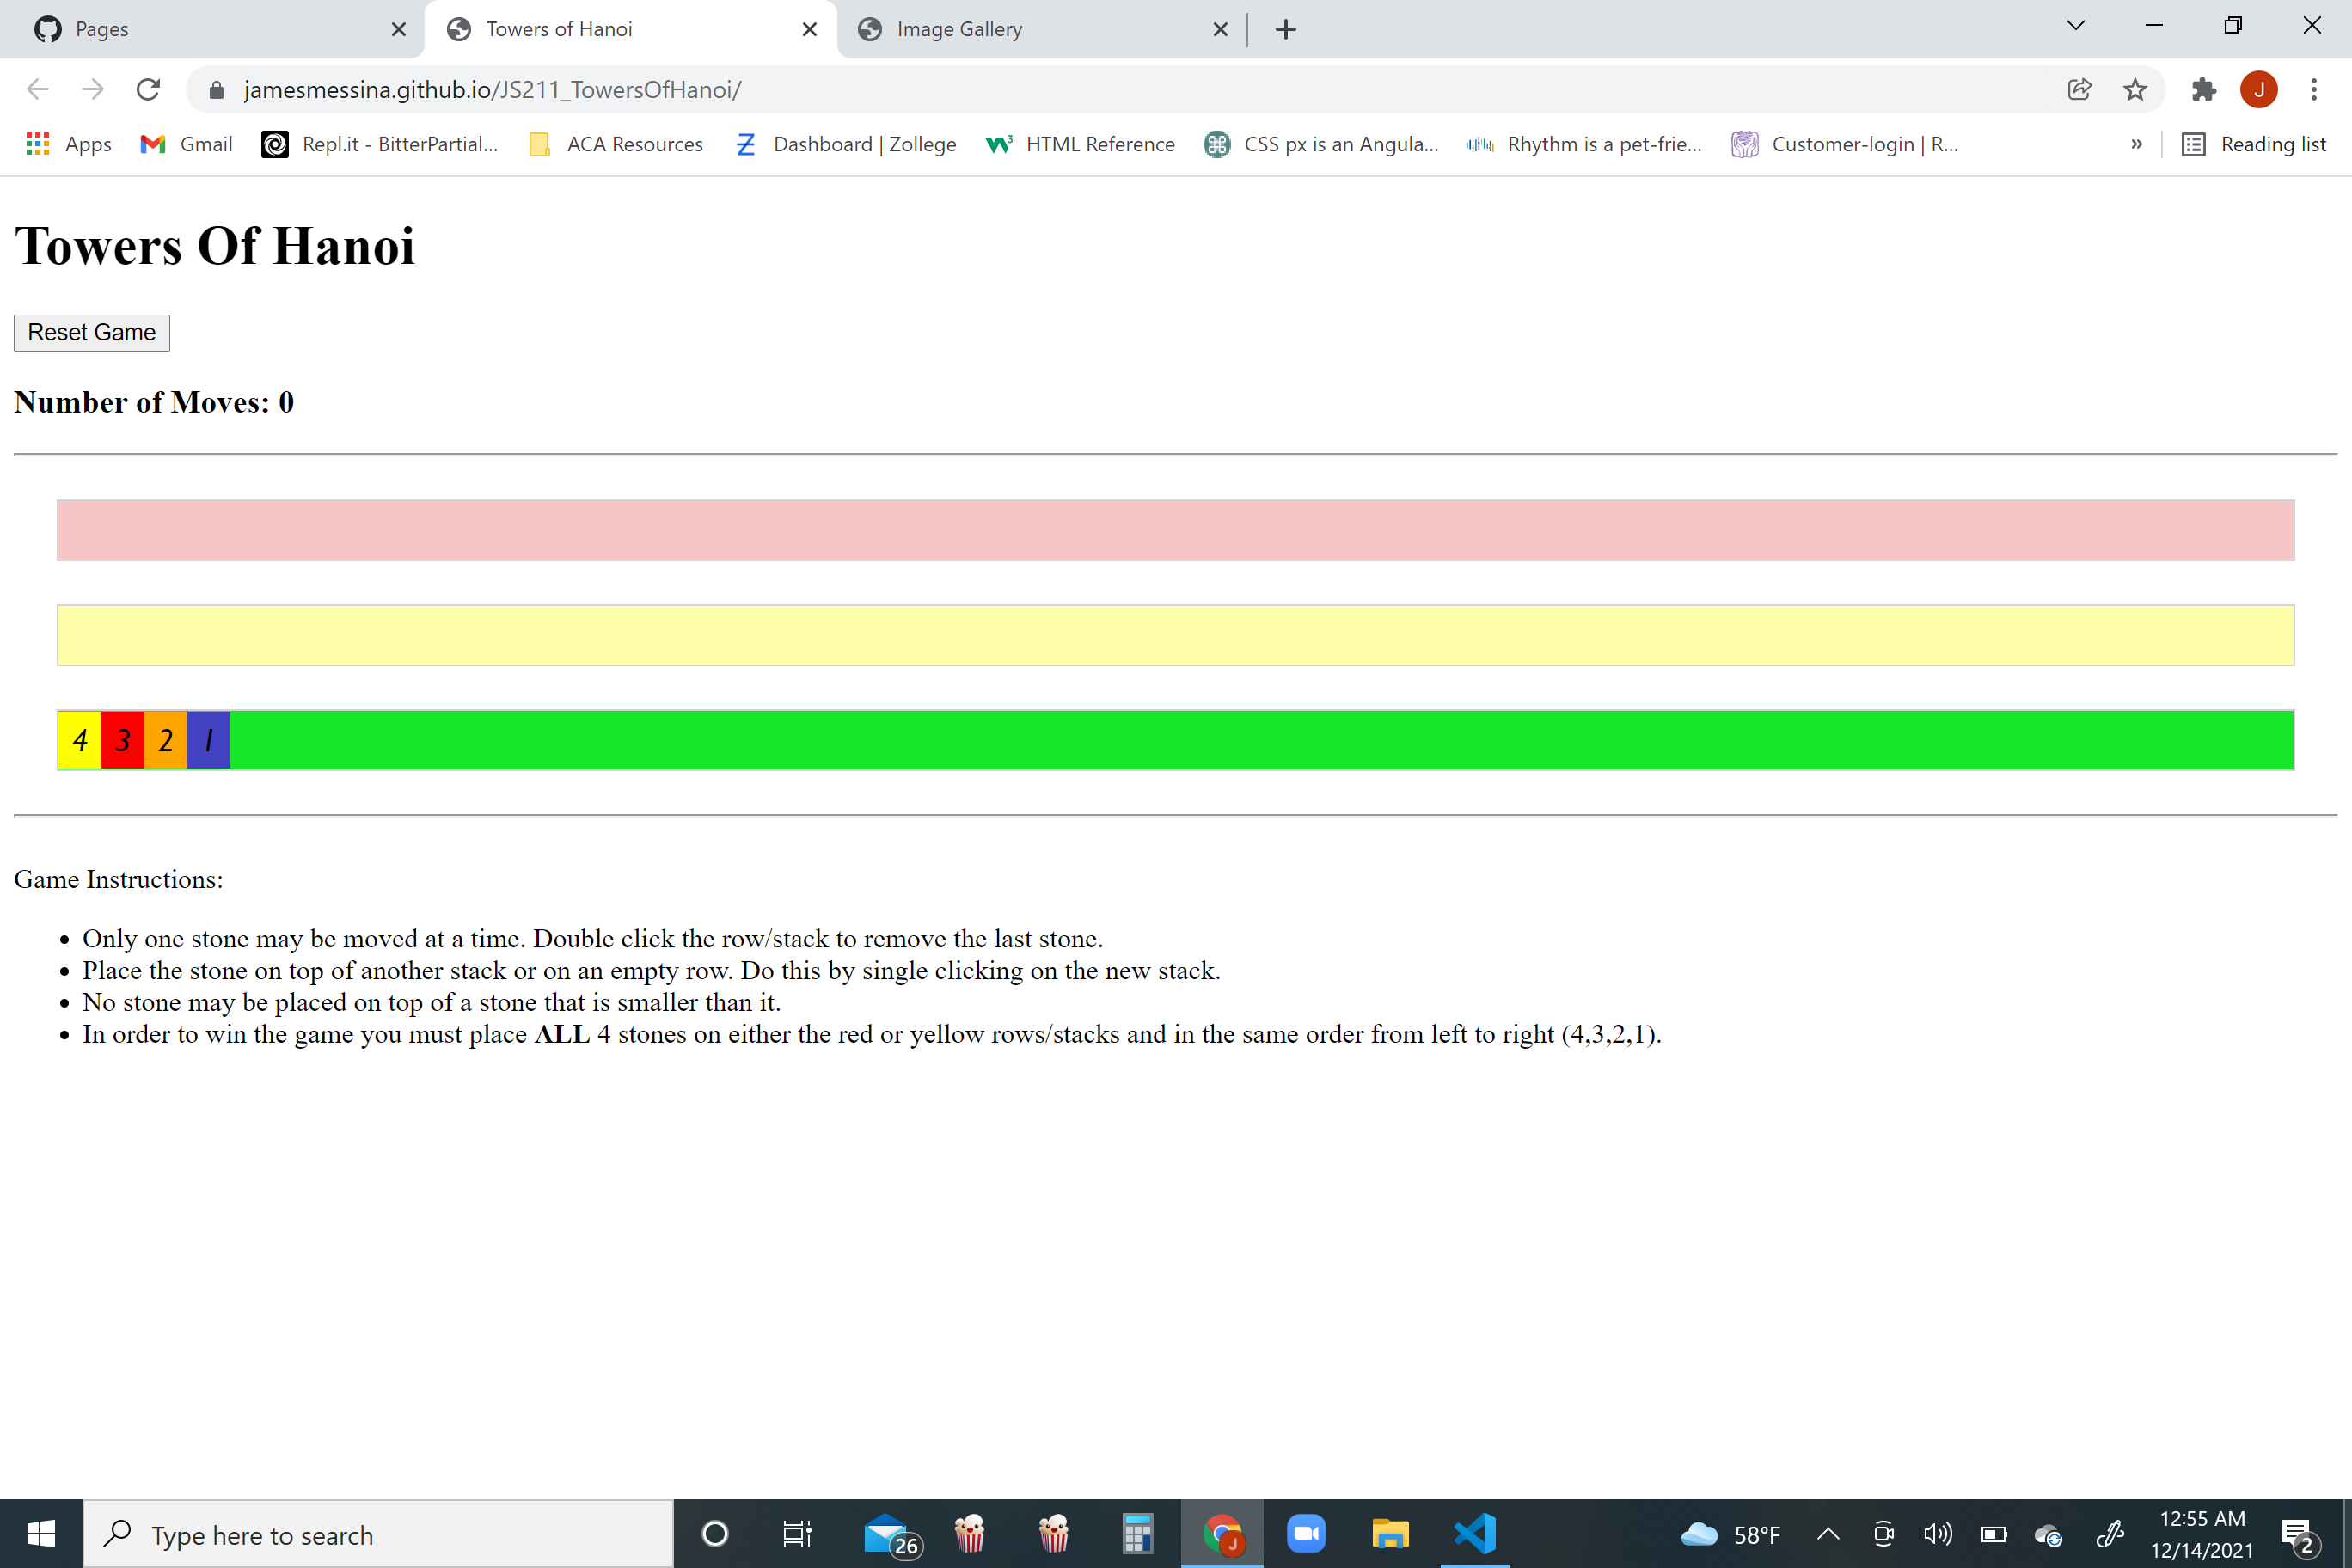 Pages
Towers of Hanoi
Image Gallery
jamesmessina.github.io/JS211_TowersOfHanoi/
J
Apps
Gmail
Repl.it - BitterPartial...
ACA Resources
Dashboard | Zollege
HTML Reference
CSS px is an Angula...
Rhythm is a pet-frie...
Customer-login | R...
»
Reading list
Towers Of Hanoi
Reset Game
Number of Moves: 0
4 3 2 1
Game Instructions:
• Only one stone may be moved at a time. Double click the row/stack to remove the last stone.
• Place the stone on top of another stack or on an empty row. Do this by single clicking on the new stack.
• No stone may be placed on top of a stone that is smaller than it.
• In order to win the game you must place ALL 4 stones on either the red or yellow rows/stacks and in the same order from left to right (4,3,2,1).
Type here to search
26
J
58°F
12:55 AM
12/14/2021
2